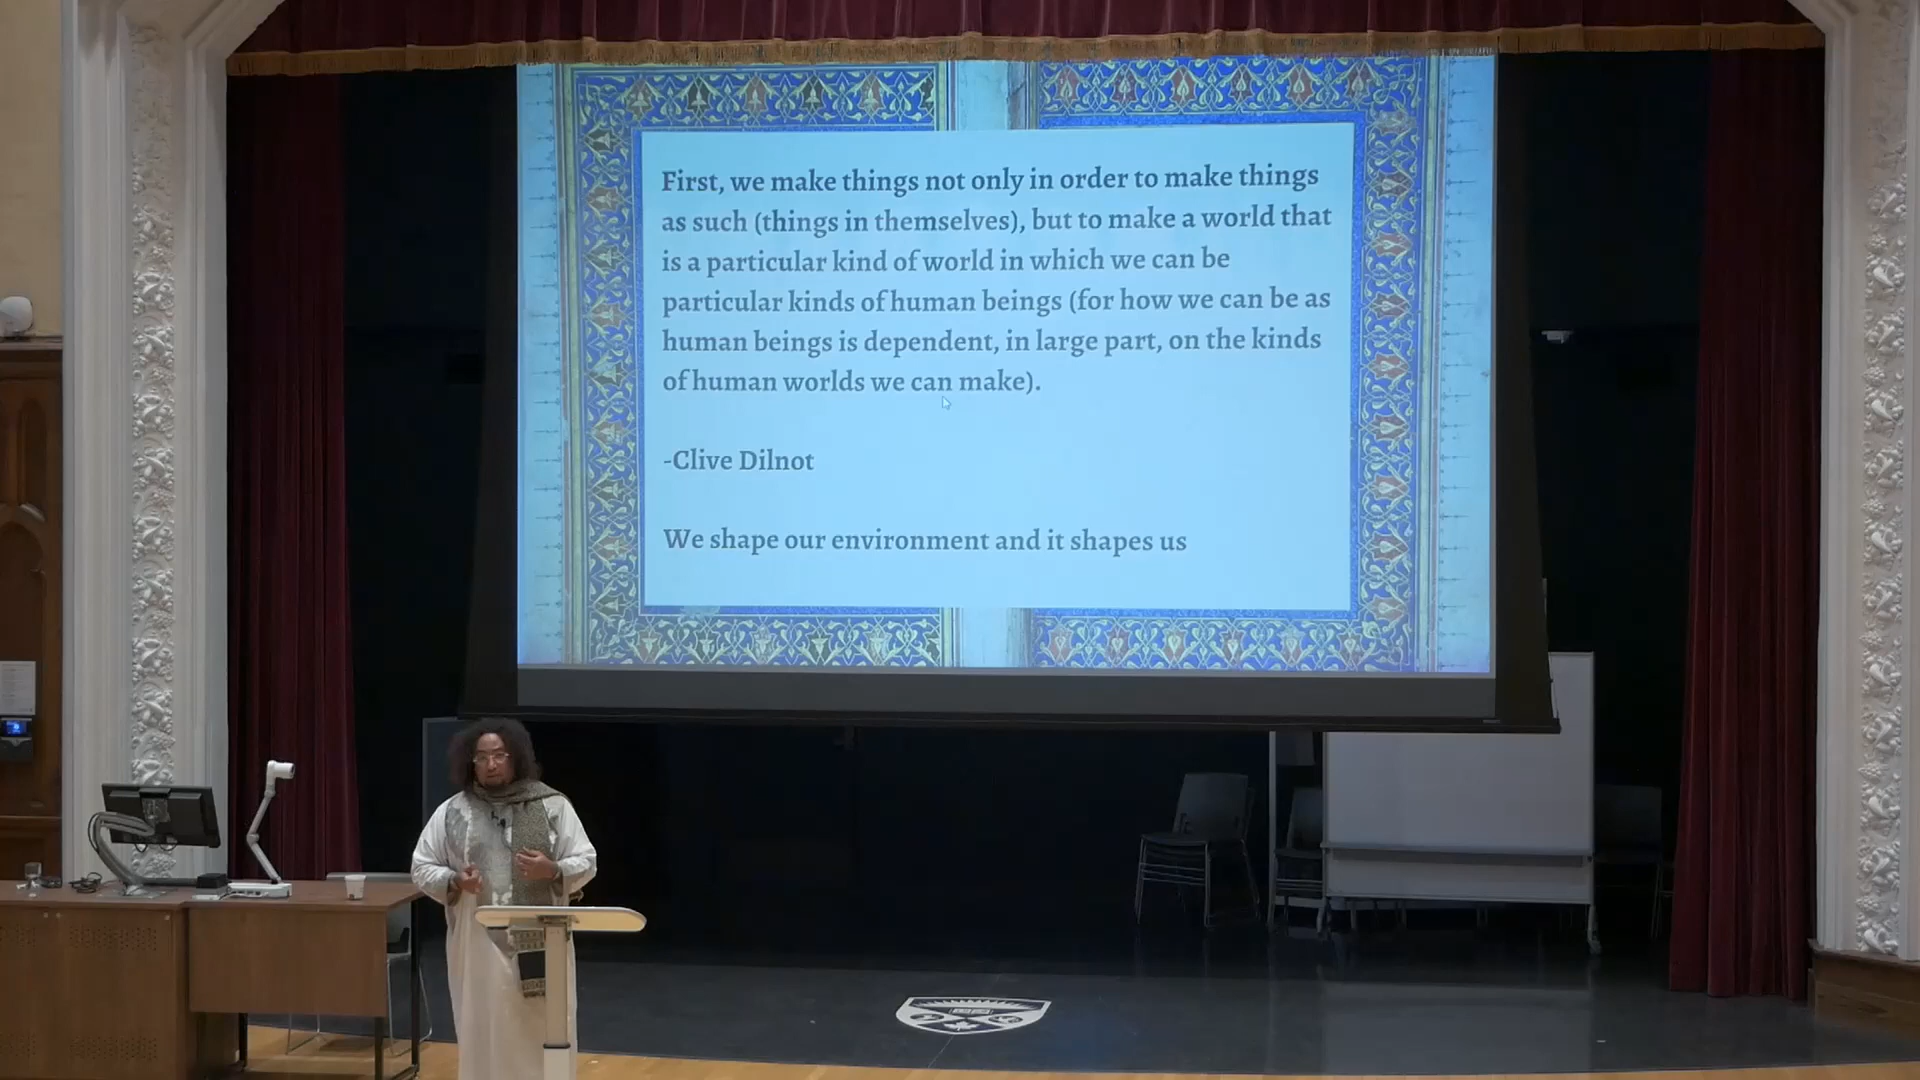 First, we make things not only in order to make things
as such (things in themselves), but to make a world that
is a particular kind of world in which we can be
particular kinds of human beings (for how we can be as
human beings is dependent, in large part, on the kinds
of human worlds we can make).
-Clive Dilnot
We shape our environment and it shapes us